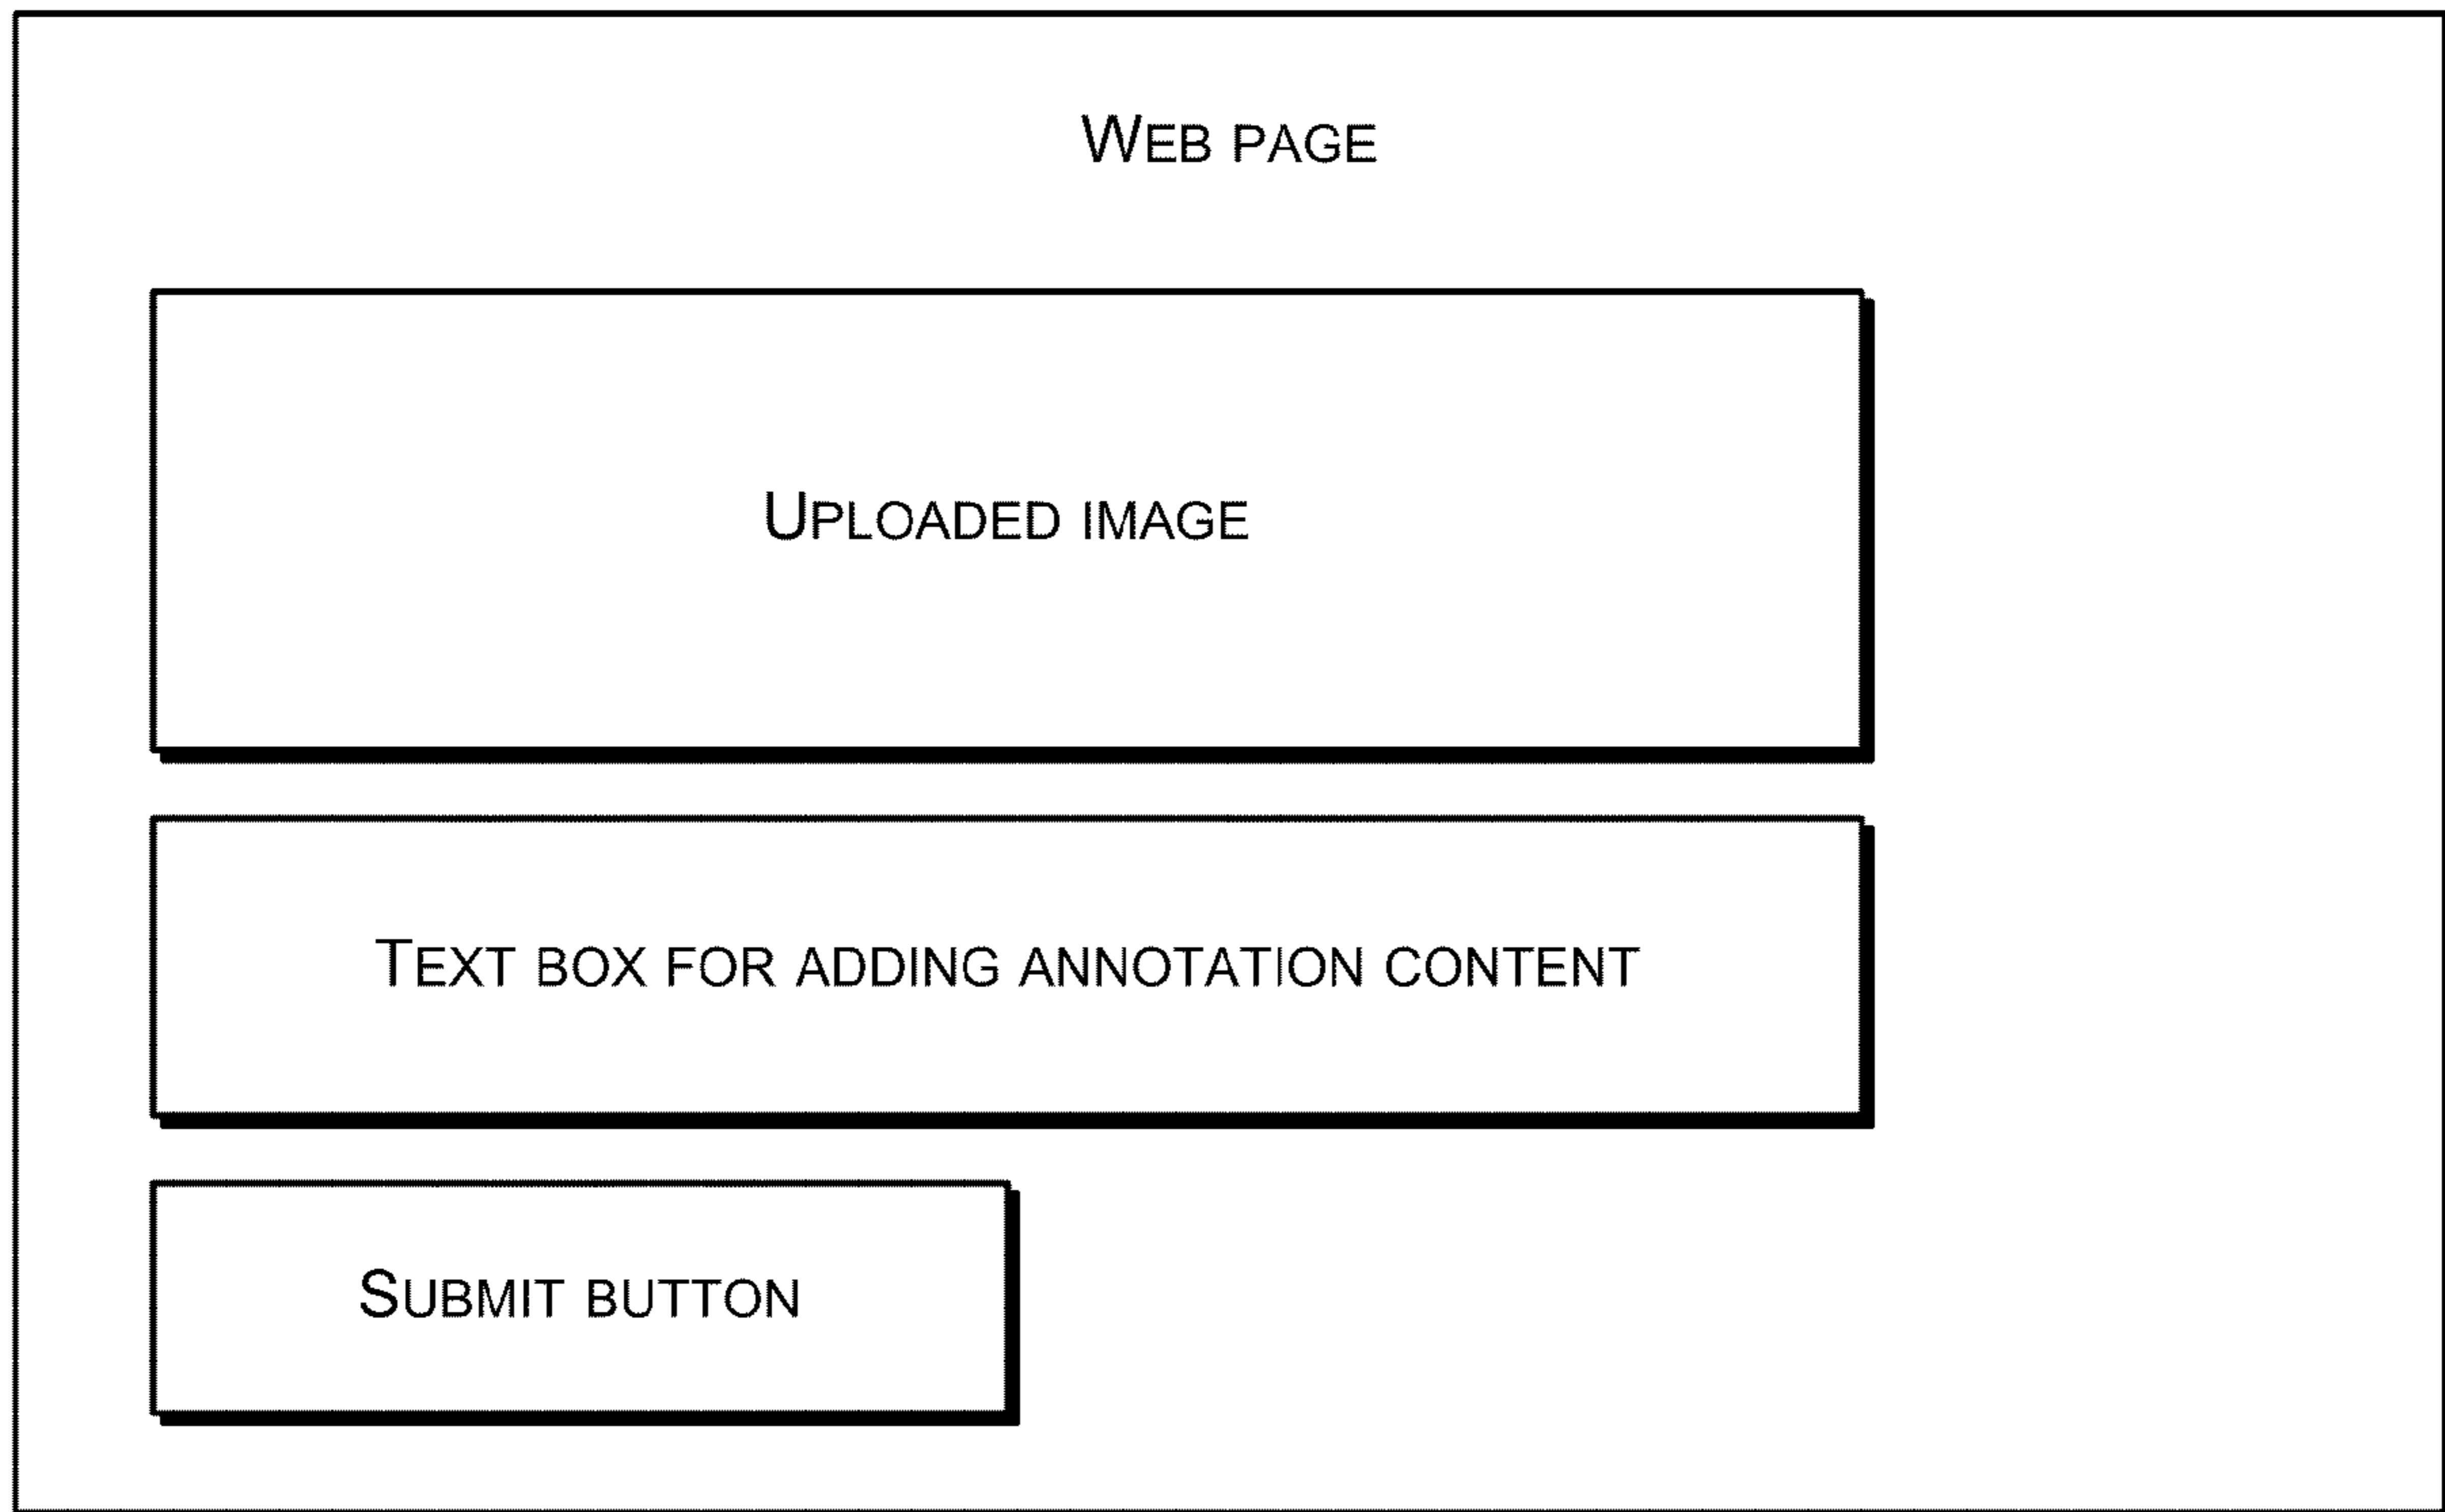 WEB PAGE
UPLOADED IMAGE
TEXT BOX FOR ADDING ANNOTATION CONTENT
SUBMIT BUTTON